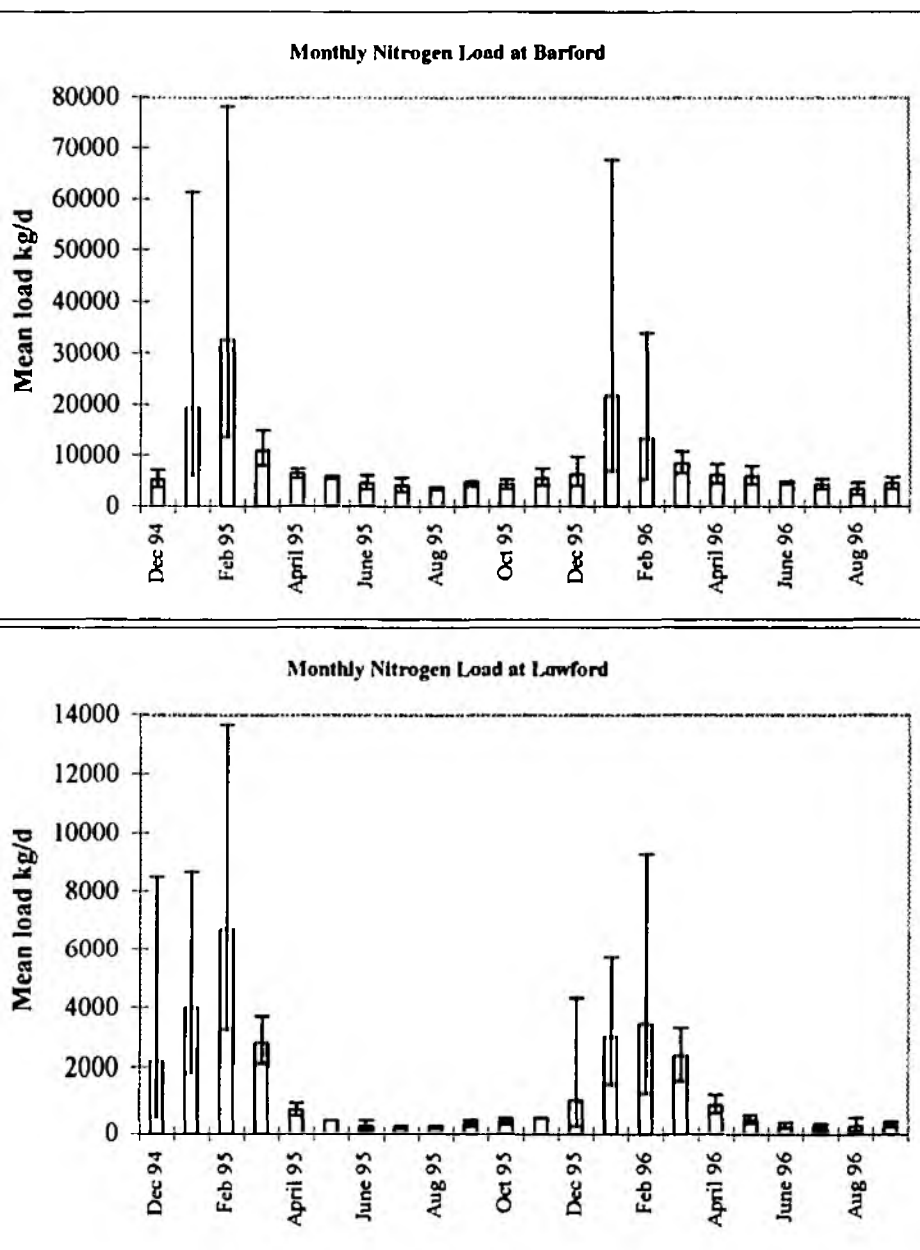 Monthly Nitrogen Load at Barford
80000
70000
60000
50000
40000
30000
20000
10000
0
Mean load kg/d
Dec 94
Feb 95
April 95
June 95
Aug 95
Oct 95
Dec 95
Feb 96
April 96
June 96
Aug 96
Monthly Nitrogen Load at Lawford
14000
12000
10000
8000
6000
4000
2000
0
Mean load kg/d
Dec 94
Feb 95
April 95
June 95
Aug 95
Oct 95
Dec 95
Feb 96
April 96
June 96
Aug 96